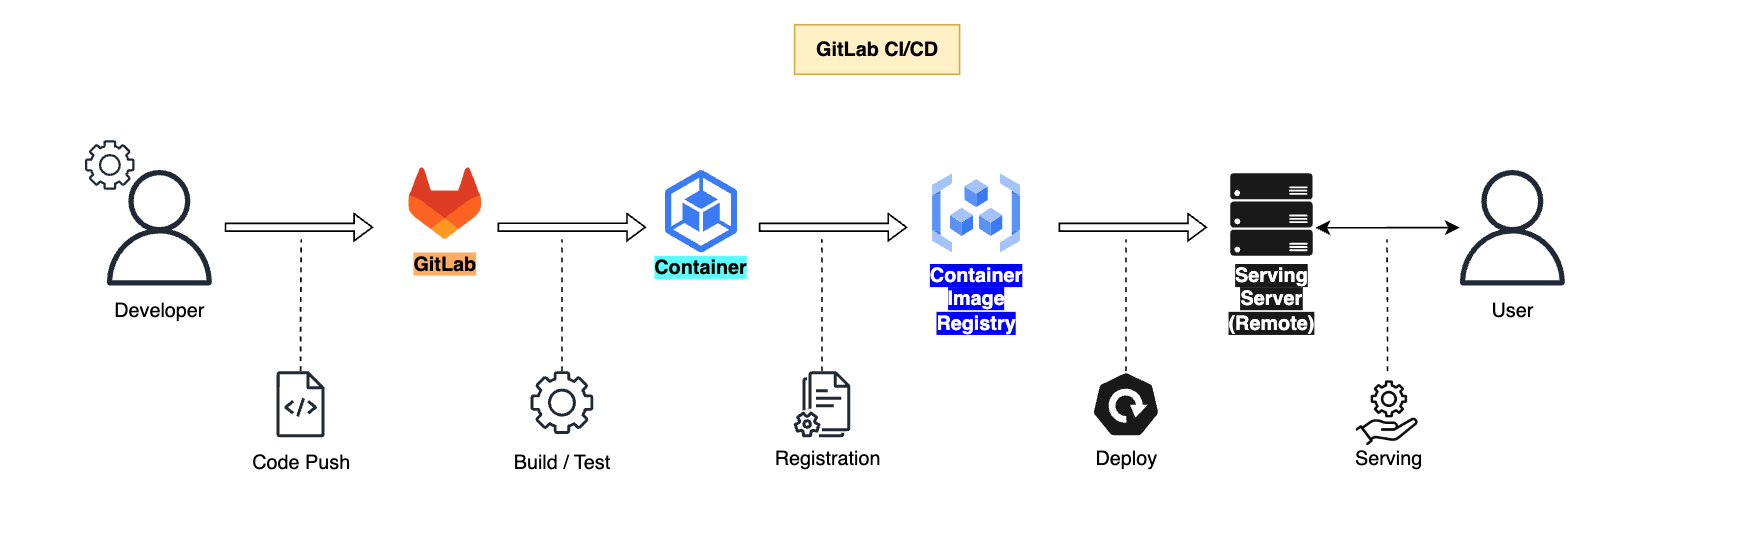 GitLab CI/CD
Developer
GitLab
Container
Container
Image
Registry
Serving
Server
(Remote)
User
</>
Code Push
Build / Test
Registration
Deploy
Serving